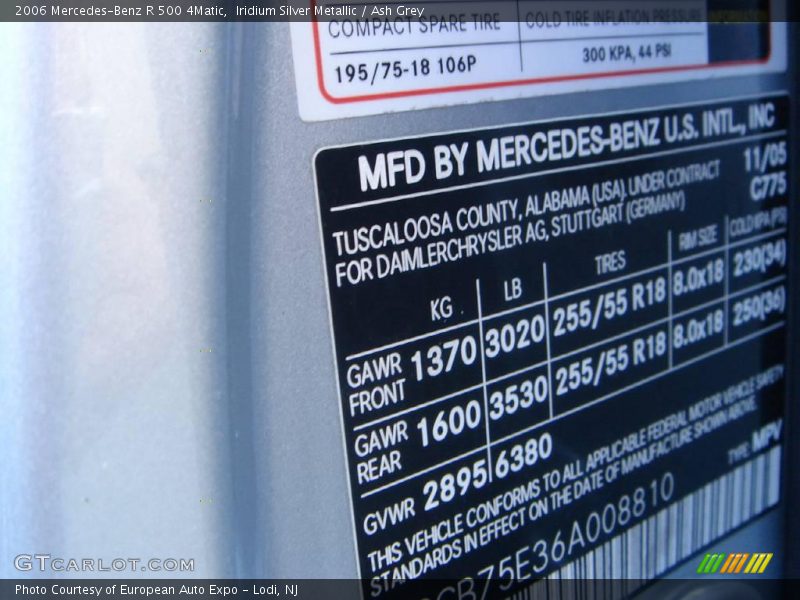 2006 Mercedes-Benz R 500 4Matic,  Iridium Silver Metallic / Ash Grey
COMPACT SPARE TIRE COLD TIRE INFLATION PRESSURE
195/75-18 106P 300 KPA, 44 PSI
MFD BY MERCEDES-BENZ U.S. INTL., INC
TUSCALOOSA COUNTY, ALABAMA (USA), UNDER CONTRACT 11/05
FOR DAIMLERCHRYSLER AG, STUTTGART (GERMANY) C775
KG LB TIRES RIM SIZE COLD KPA/PSI
GAWR FRONT 1370 3020 255/55 R18 8.0x18 230(34)
GAWR REAR 1600 3530 255/55 R18 8.0x18 250(36)
GVWR 2895 6380
THIS VEHICLE CONFORMS TO ALL APPLICABLE FEDERAL MOTOR VEHICLE SAFETY
STANDARDS IN EFFECT ON THE DATE OF MANUFACTURE SHOWN ABOVE.
TYPE: MPV
CB75E36A008810
GTCARLOT.COM
Photo Courtesy of European Auto Expo - Lodi, NJ